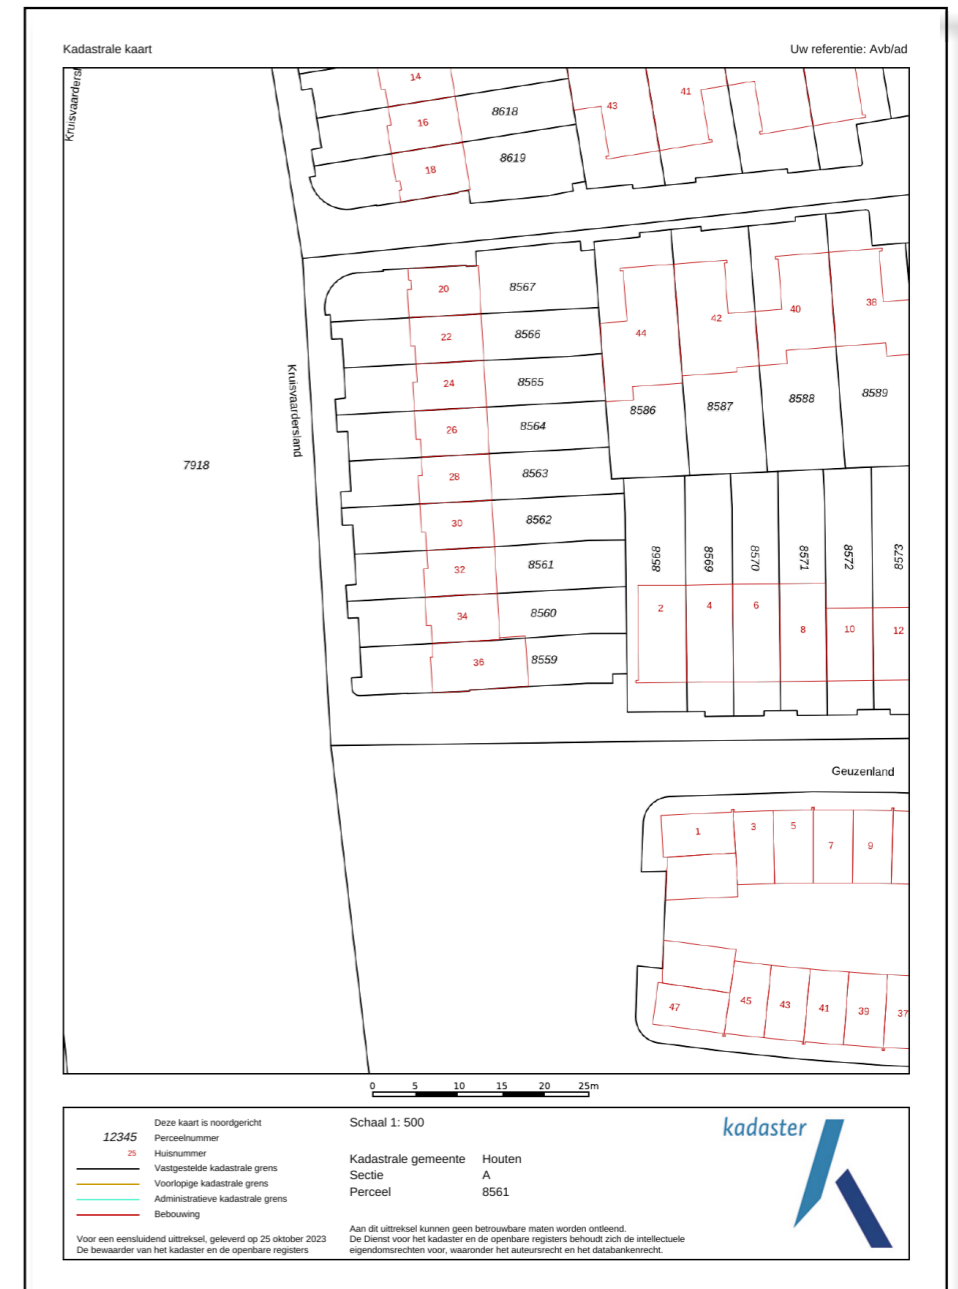 Kadastrale kaart
Uw referentie: Avb/ad
Kruisvaardersl
14
16
18
8618
8619
43
41
20
22
24
26
28
30
32
34
36
8567
8566
8565
8564
8563
8562
8561
8560
8559
44
42
40
38
8586
8587
8588
8589
Kruisvaardersland
7918
8568
8569
8570
8571
8572
8573
2
4
6
8
10
12
Geuzenland
1
3
5
7
9
47
45
43
41
39
37
0 5 10 15 20 25m
Deze kaart is noordgericht
12345 Perceelnummer
25 Huisnummer
Vastgestelde kadastrale grens
Voorlopige kadastrale grens
Administratieve kadastrale grens
Bebouwing
Voor een eensluidend uittreksel, geleverd op 25 oktober 2023
De bewaarder van het kadaster en de openbare registers
Schaal 1: 500
Kadastrale gemeente Houten
Sectie A
Perceel 8561
Aan dit uittreksel kunnen geen betrouwbare maten worden ontleend.
De Dienst voor het kadaster en de openbare registers behoudt zich de intellectuele
eigendomsrechten voor, waaronder het auteursrecht en het databankenrecht.
kadaster